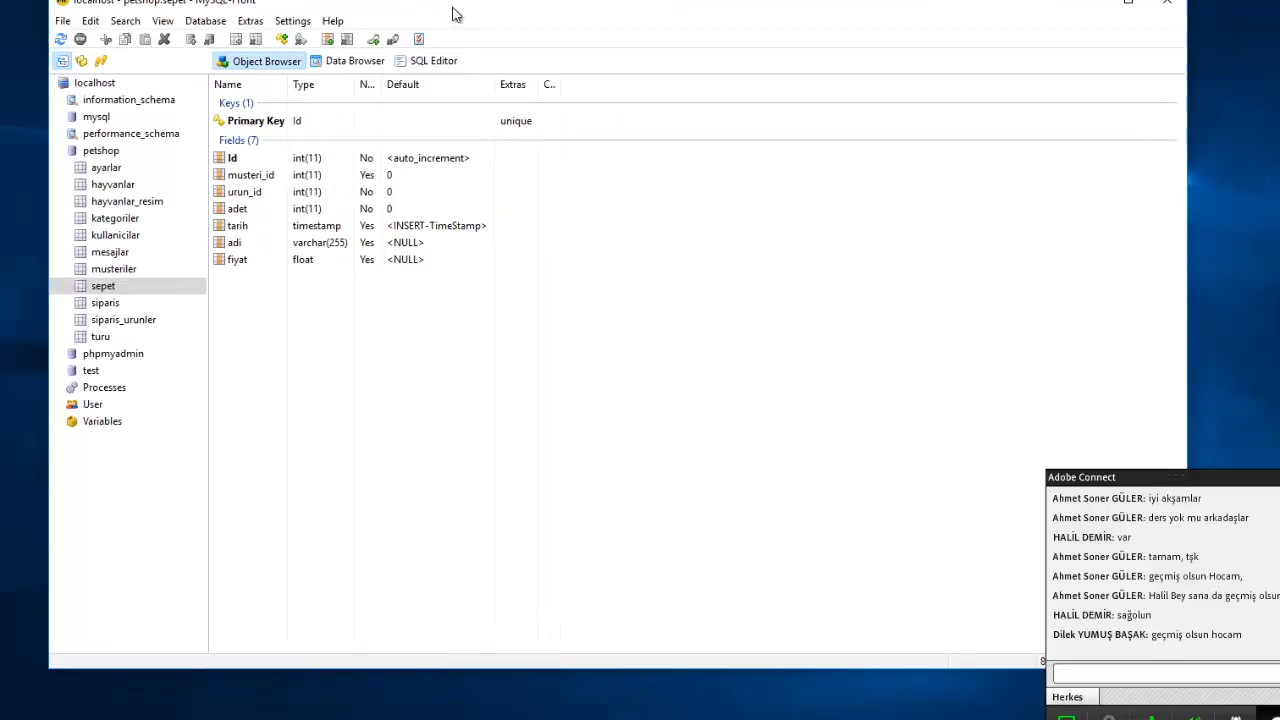 localhost - petshop.sepet - MySQL-Front
File Edit Search View Database Extras Settings Help
Object Browser Data Browser SQL Editor
localhost
information_schema
mysql
performance_schema
petshop
ayarlar
hayvanlar
hayvanlar_resim
kategoriler
kullanicilar
mesajlar
musteriler
sepet
siparis
siparis_urunler
turu
phpmyadmin
test
Processes
User
Variables
Name Type N... Default Extras C..
Keys (1)
Primary Key Id unique
Fields (7)
Id int(11) No <auto_increment>
musteri_id int(11) Yes 0
urun_id int(11) No 0
adet int(11) No 0
tarih timestamp Yes <INSERT-TimeStamp>
adi varchar(255) Yes <NULL>
fiyat float Yes <NULL>
8
Adobe Connect
Ahmet Soner GÜLER: iyi akşamlar
Ahmet Soner GÜLER: ders yok mu arkadaşlar
HALİL DEMİR: var
Ahmet Soner GÜLER: tamam, tşk
Ahmet Soner GÜLER: geçmiş olsun Hocam,
Ahmet Soner GÜLER: Halil Bey sana da geçmiş olsun
HALİL DEMİR: sağolun
Dilek YUMUŞ BAŞAK: geçmiş olsun hocam
Herkes